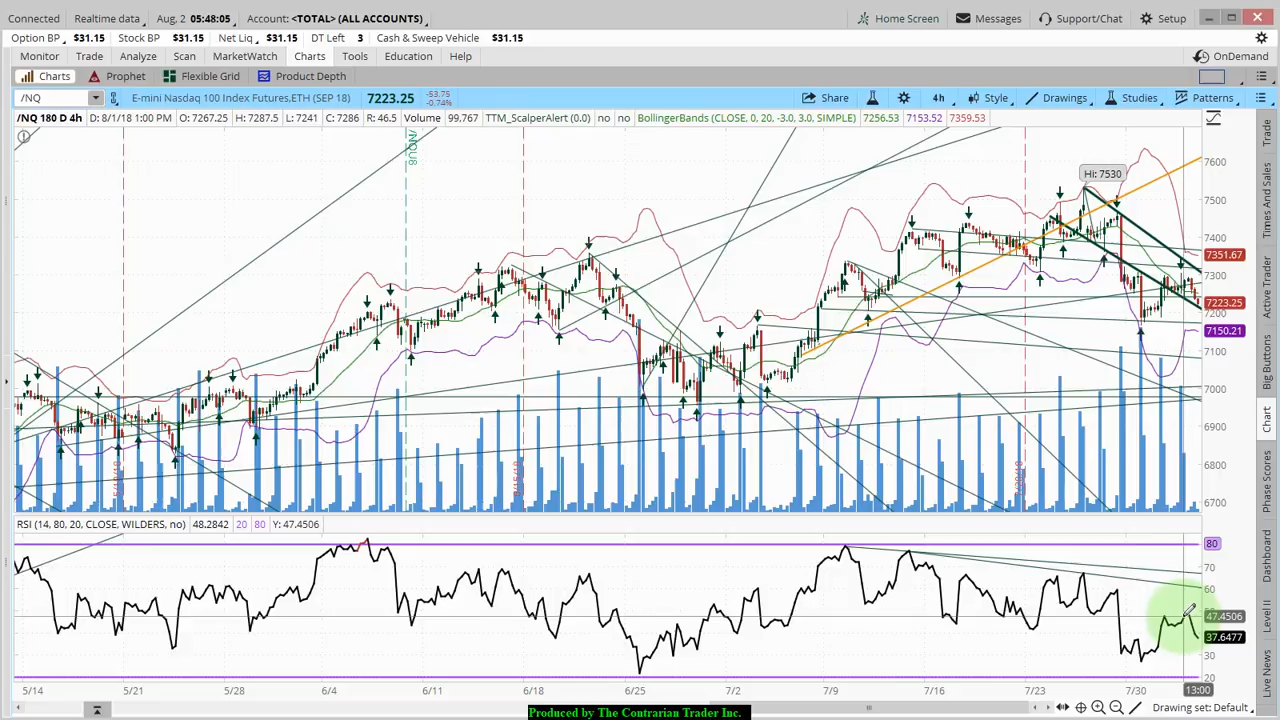 Connected Realtime data Aug. 2 05:48:05 Account: <TOTAL> (ALL ACCOUNTS) Home Screen Messages Support/Chat Setup
Option BP $31.15 Stock BP $31.15 Net Liq $31.15 DT Left 3 Cash & Sweep Vehicle $31.15
Monitor Trade Analyze Scan MarketWatch Charts Tools Education Help OnDemand
Charts Prophet Flexible Grid Product Depth
/NQ E-mini Nasdaq 100 Index Futures,ETH (SEP 18) 7223.25 -53.75 -0.74% Share 4h Style Drawings Studies Patterns
/NQ 180 D 4h D: 8/1/18 1:00 PM O: 7267.25 H: 7287.5 L: 7241 C: 7286 R: 46.5 Volume 99.767 TTM_ScalperAlert (0.0) no no BollingerBands (CLOSE, 0, 20, -3.0, 3.0, SIMPLE) 7256.53 7153.52 7359.53
/NQU8
Hi: 7530
7600
7500
7400
7351.67
7300
7223.25
7200
7150.21
7100
7000
6900
6800
6700
RSI (14, 80, 20, CLOSE, WILDERS, no) 48.2842 20 80 Y: 47.4506
80
70
60
47.4506
37.6477
30
20
5/14 5/21 5/28 6/4 6/11 6/18 6/25 7/2 7/9 7/16 7/23 7/30 13:00
Drawing set: Default
Trade
Times And Sales
Active Trader
Big Buttons
Chart
Phase Scores
Dashboard
Level II
Live News
Produced by The Contrarian Trader Inc.